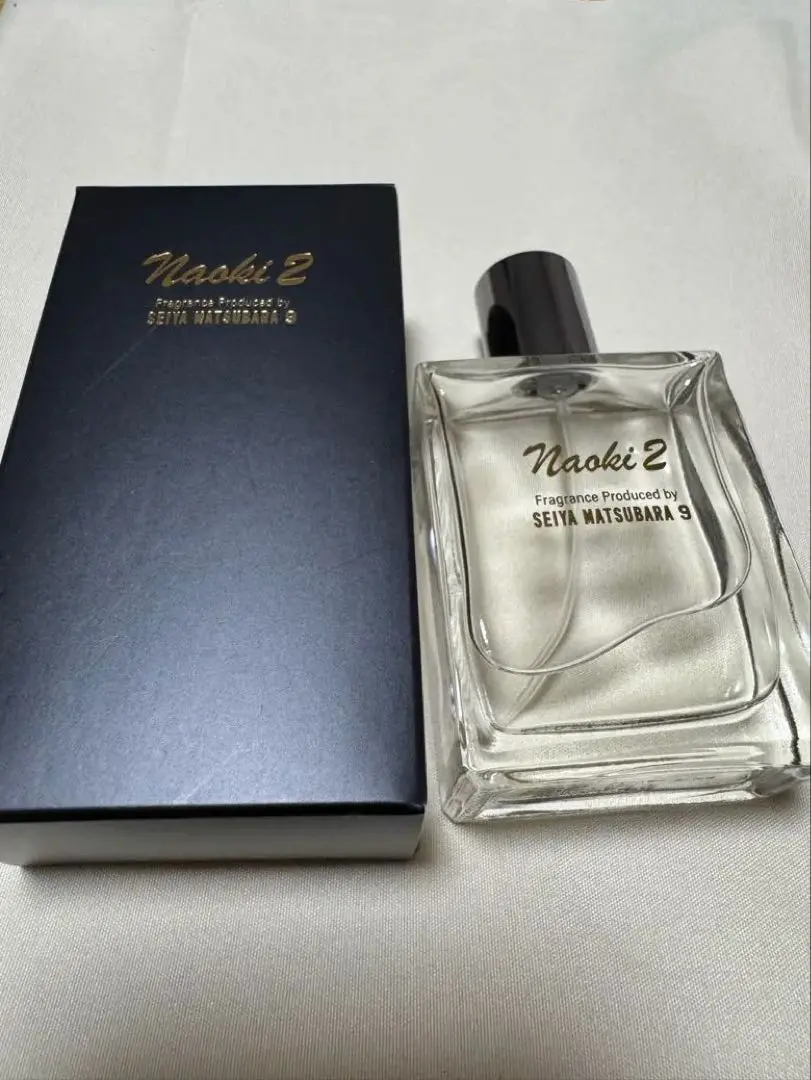 Naoki 2
Fragrance Produced by
SEIYA MATSUBARA 9
Naoki 2
Fragrance Produced by
SEIYA MATSUBARA 9